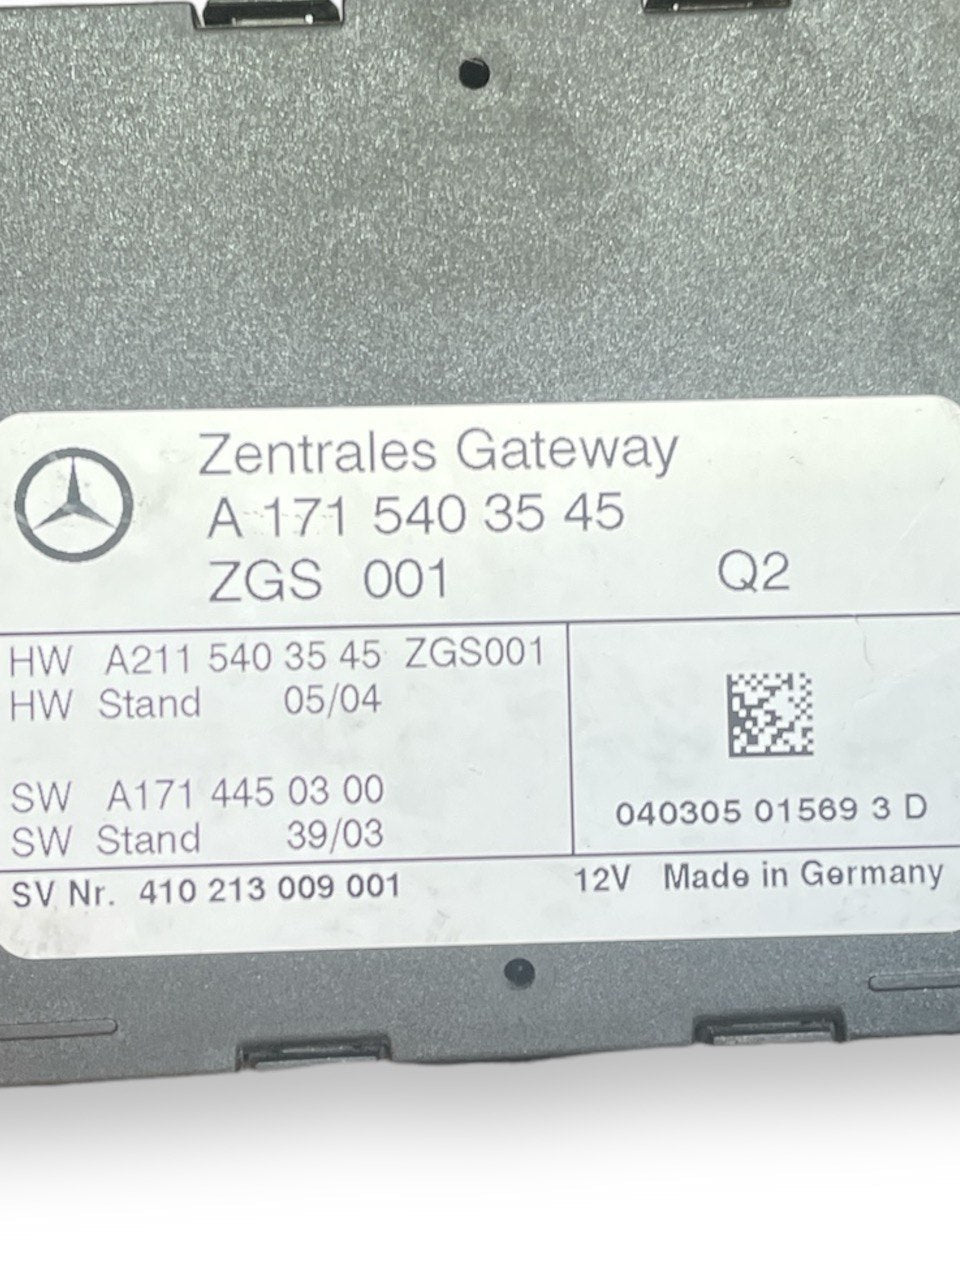 Zentrales Gateway
A 171 540 35 45
ZGS 001 Q2
HW A211 540 35 45 ZGS001
HW Stand 05/04
SW A171 445 03 00
SW Stand 39/03
040305 01569 3 D
SV Nr. 410 213 009 001
12V Made in Germany